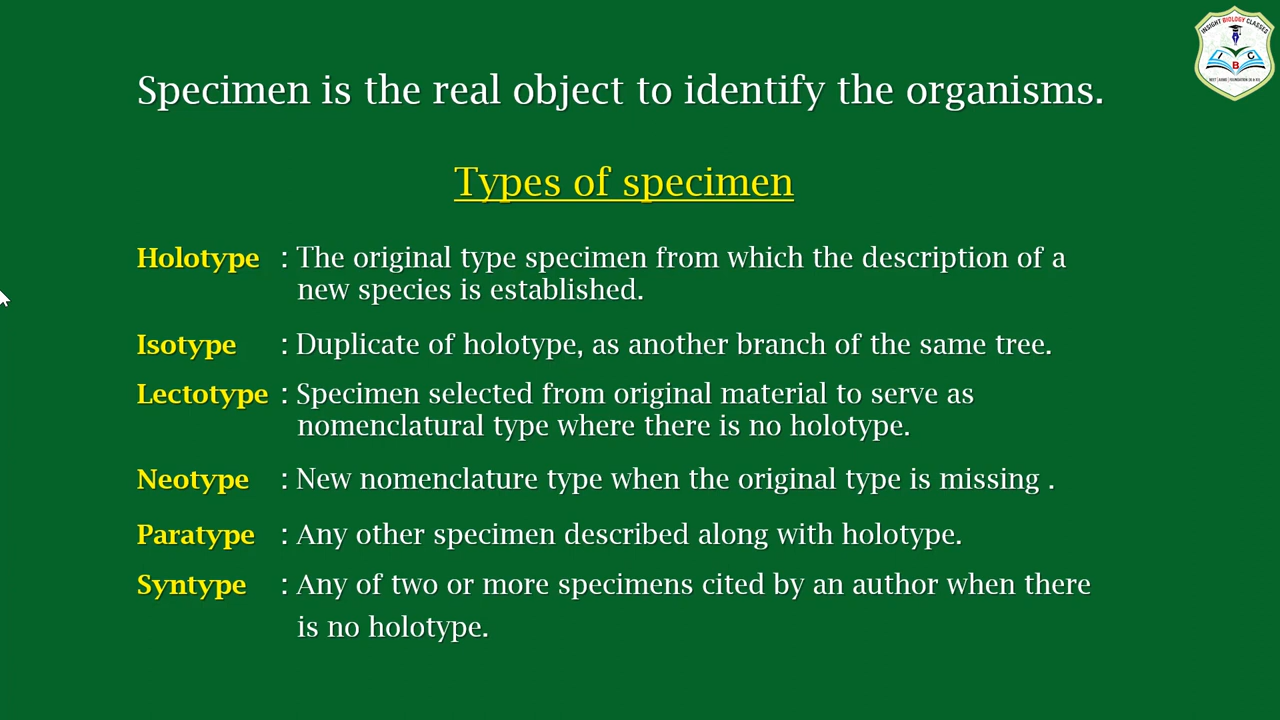 INSIGHT BIOLOGY CLASSES
I C
B
Specimen is the real object to identify the organisms.
Types of specimen
Holotype : The original type specimen from which the description of a
new species is established.
Isotype : Duplicate of holotype, as another branch of the same tree.
Lectotype : Specimen selected from original material to serve as
nomenclatural type where there is no holotype.
Neotype : New nomenclature type when the original type is missing .
Paratype : Any other specimen described along with holotype.
Syntype : Any of two or more specimens cited by an author when there
is no holotype.